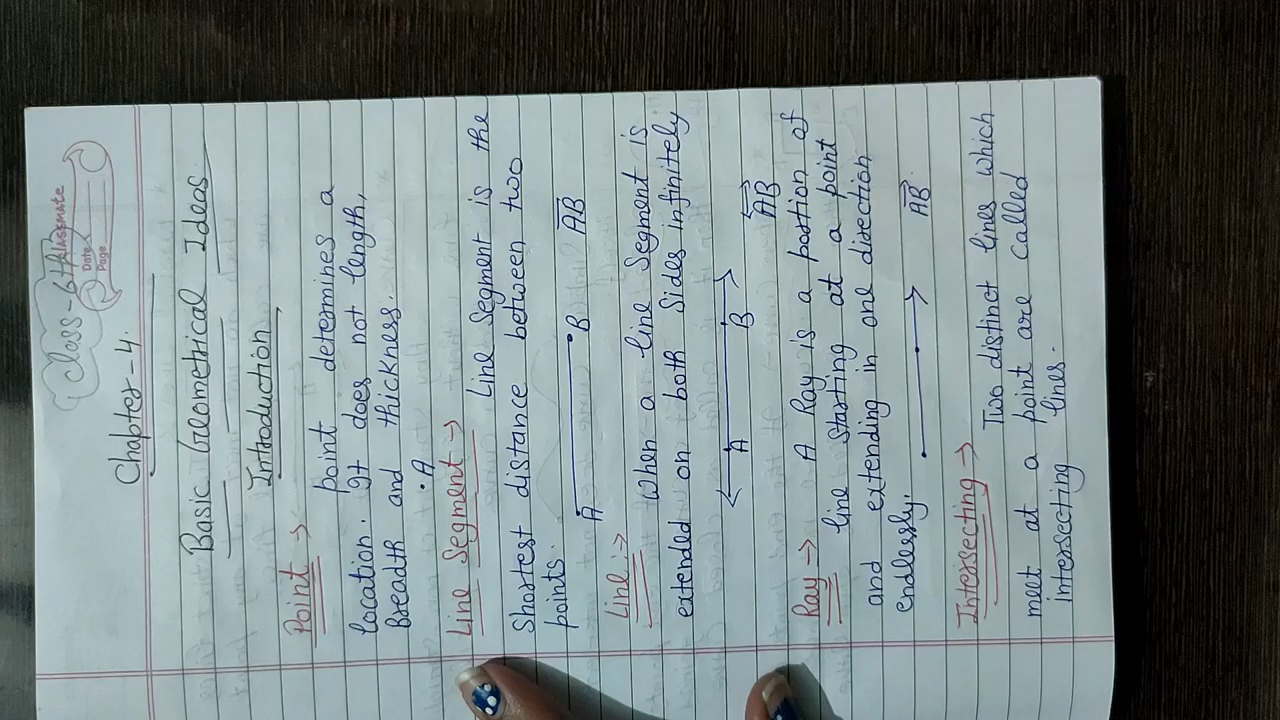 Class-6th
classmate
Date
Page
Chapter-4.
Basic Geometrical Ideas.
Introduction
Point →
point determines a
location. It does not length,
Breadth and thickness.
.A
Line Segment →
Line Segment is the
Shortest distance between two
points.
A B AB
Line :→ When a line Segment is
extended on both Sides infinitely
A B AB
Ray → A Ray is a portion of
line Starting at a point
and extending in one direction
endlessly. AB.
Intersecting →
Two distinct lines which
meet at a point are called
intersecting lines.